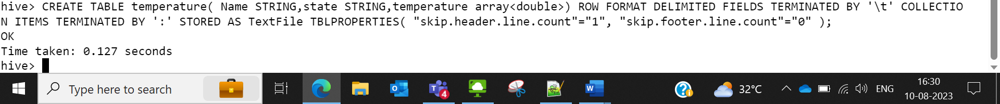 hive> CREATE TABLE temperature( Name STRING,state STRING,temperature array<double>) ROW FORMAT DELIMITED FIELDS TERMINATED BY '\t' COLLECTIO
N ITEMS TERMINATED BY ':' STORED AS TextFile TBLPROPERTIES( "skip.header.line.count"="1", "skip.footer.line.count"="0" );
OK
Time taken: 0.127 seconds
hive>
Type here to search
4
W
32°C
ENG
16:30
10-08-2023